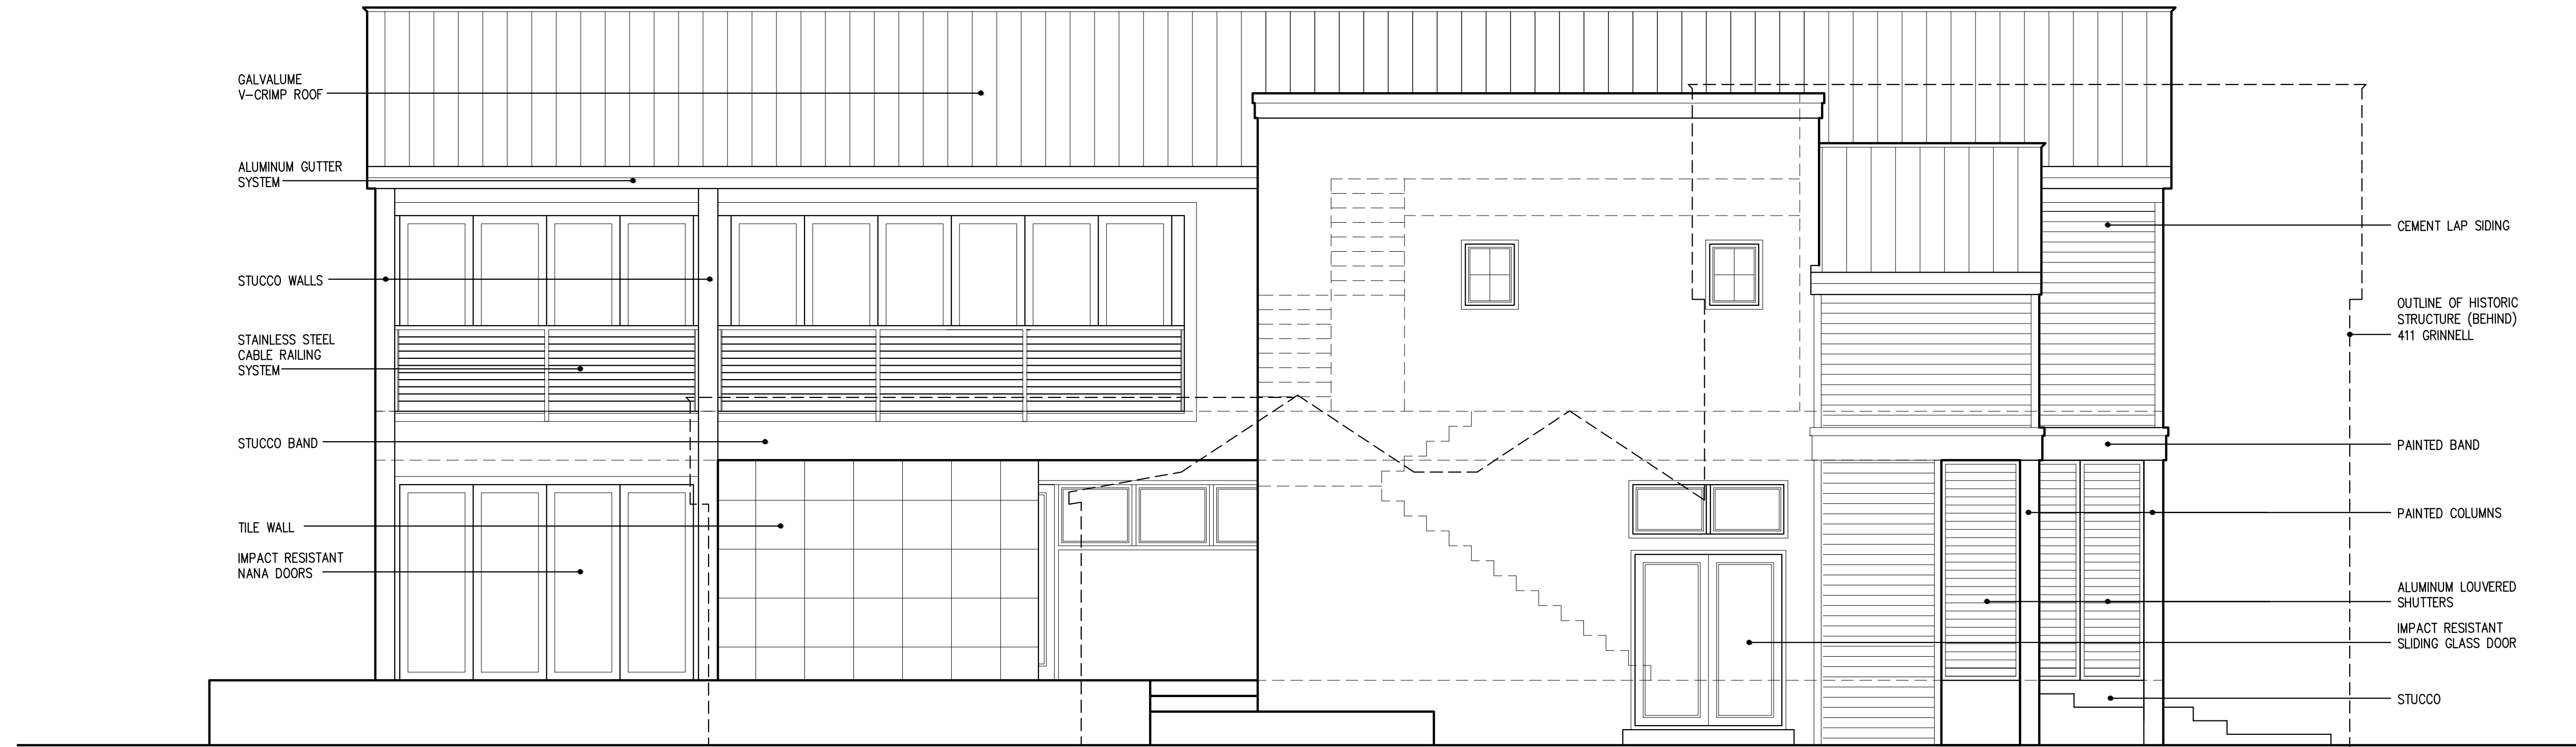 GALVALUME
V-CRIMP ROOF
ALUMINUM GUTTER
SYSTEM
STUCCO WALLS
STAINLESS STEEL
CABLE RAILING
SYSTEM
STUCCO BAND
TILE WALL
IMPACT RESISTANT
NANA DOORS
CEMENT LAP SIDING
OUTLINE OF HISTORIC
STRUCTURE (BEHIND)
411 GRINNELL
PAINTED BAND
PAINTED COLUMNS
ALUMINUM LOUVERED
SHUTTERS
IMPACT RESISTANT
SLIDING GLASS DOOR
STUCCO